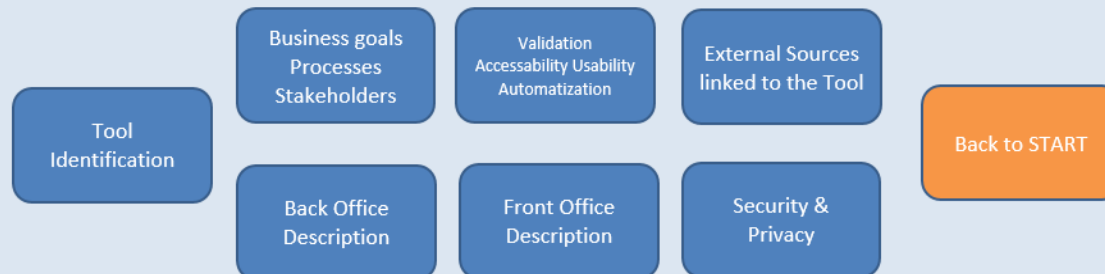 Tool
Identification
Business goals
Processes
Stakeholders
Validation
Accessability Usability
Automatization
External Sources
linked to the Tool
Back Office
Description
Front Office
Description
Security &
Privacy
Back to START